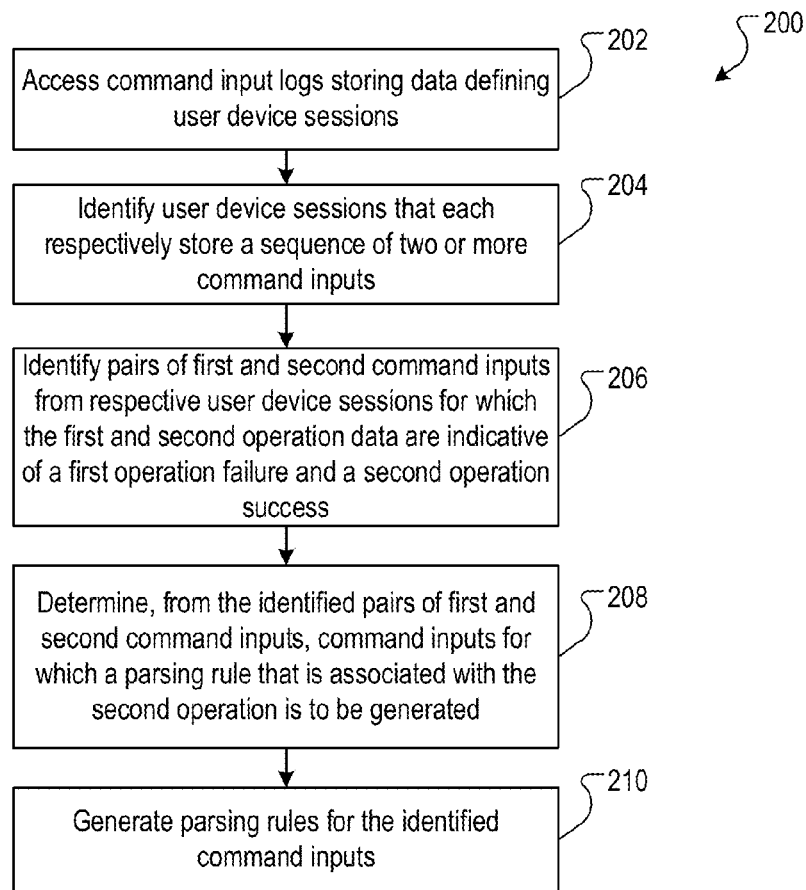 200
202
Access command input logs storing data defining
user device sessions
204
Identify user device sessions that each
respectively store a sequence of two or more
command inputs
206
Identify pairs of first and second command inputs
from respective user device sessions for which
the first and second operation data are indicative
of a first operation failure and a second operation
success
208
Determine, from the identified pairs of first and
second command inputs, command inputs for
which a parsing rule that is associated with the
second operation is to be generated
210
Generate parsing rules for the identified
command inputs